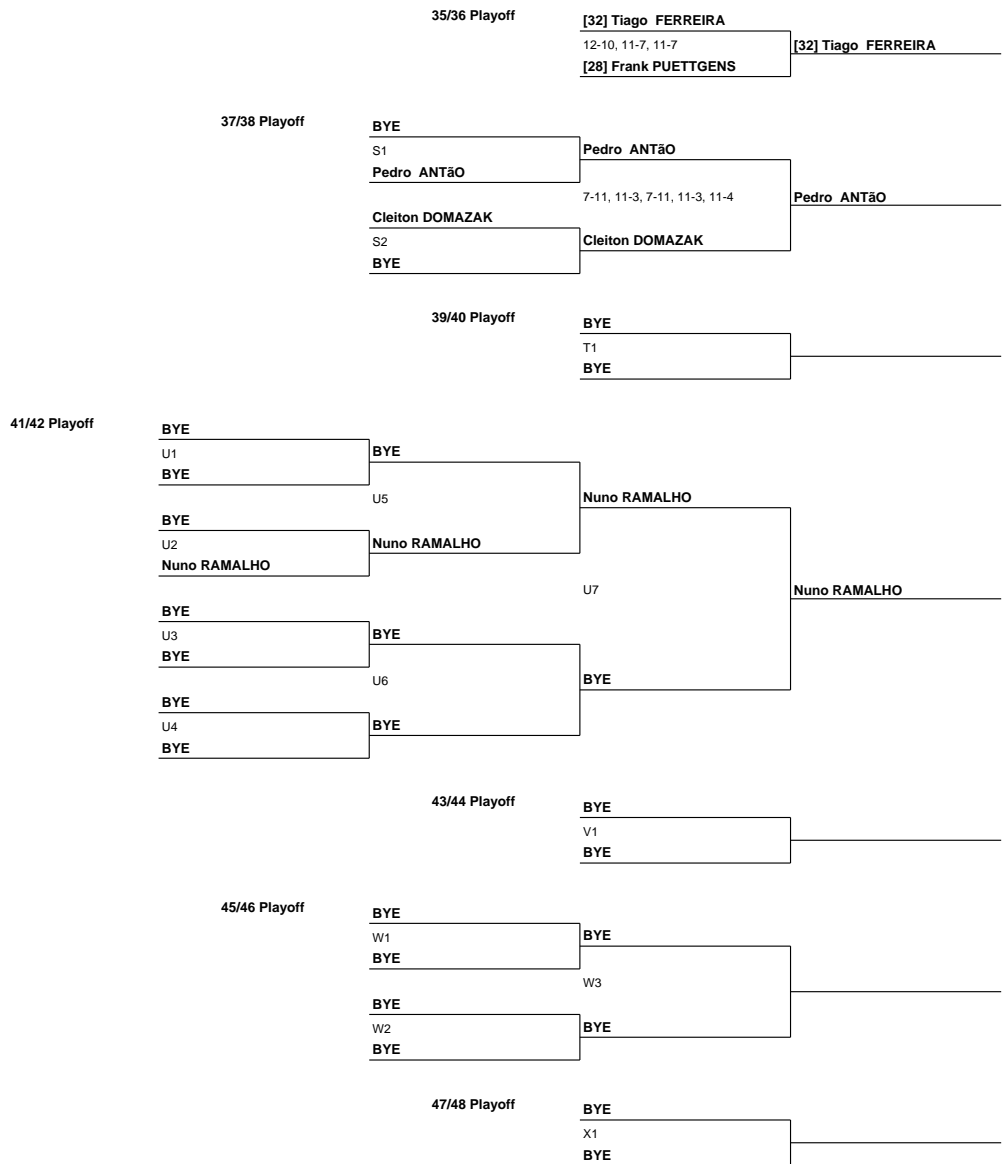 35/36 Playoff
[32] Tiago FERREIRA
12-10, 11-7, 11-7
[32] Tiago FERREIRA
[28] Frank PUETTGENS
37/38 Playoff
BYE
S1
Pedro ANTãO
Pedro ANTãO
7-11, 11-3, 7-11, 11-3, 11-4
Pedro ANTãO
Cleiton DOMAZAK
S2
Cleiton DOMAZAK
BYE
39/40 Playoff
BYE
T1
BYE
41/42 Playoff
BYE
U1
BYE
BYE
U5
Nuno RAMALHO
BYE
U2
Nuno RAMALHO
Nuno RAMALHO
U7
Nuno RAMALHO
BYE
U3
BYE
BYE
U6
BYE
BYE
U4
BYE
BYE
43/44 Playoff
BYE
V1
BYE
45/46 Playoff
BYE
W1
BYE
BYE
W3
BYE
W2
BYE
BYE
47/48 Playoff
BYE
X1
BYE